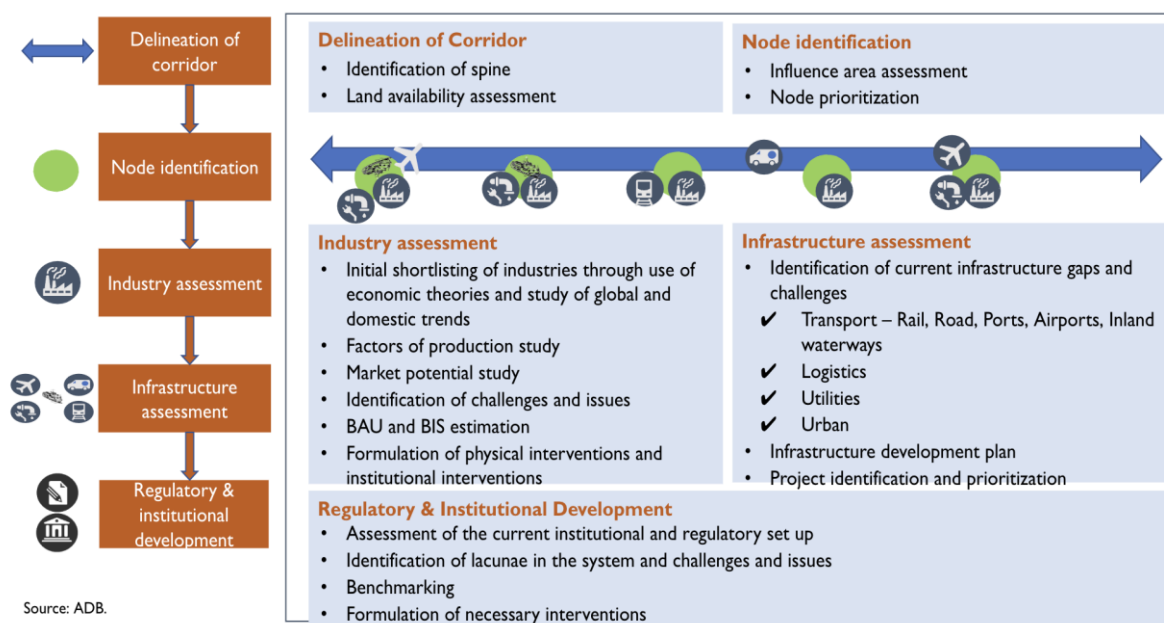 Delineation of
corridor
Node identification
Industry assessment
Infrastructure
assessment
Regulatory &
institutional
development
Source: ADB.
Delineation of Corridor
• Identification of spine
• Land availability assessment
Node identification
• Influence area assessment
• Node prioritization
Industry assessment
• Initial shortlisting of industries through use of
economic theories and study of global and
domestic trends
• Factors of production study
• Market potential study
• Identification of challenges and issues
• BAU and BIS estimation
• Formulation of physical interventions and
institutional interventions
Infrastructure assessment
• Identification of current infrastructure gaps and
challenges
✔ Transport – Rail, Road, Ports, Airports, Inland
waterways
✔ Logistics
✔ Utilities
✔ Urban
• Infrastructure development plan
• Project identification and prioritization
Regulatory & Institutional Development
• Assessment of the current institutional and regulatory set up
• Identification of lacunae in the system and challenges and issues
• Benchmarking
• Formulation of necessary interventions